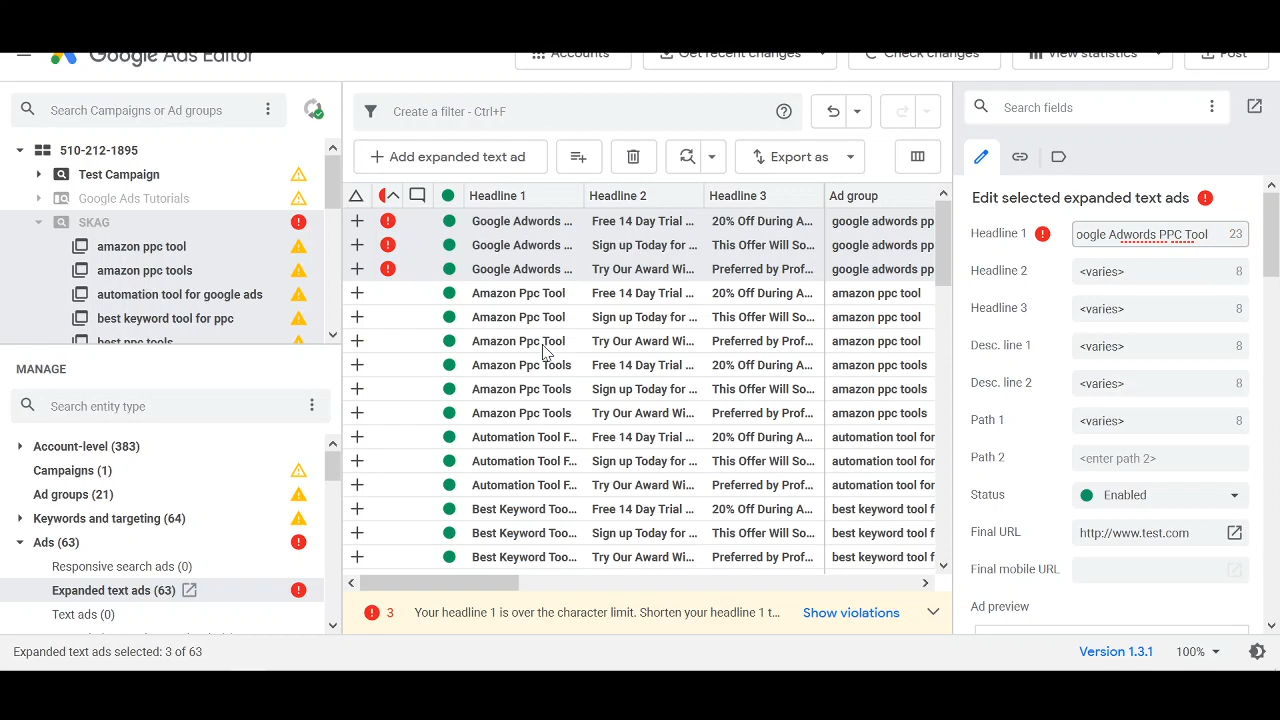 Google Ads Editor
Accounts
Get recent changes
Check changes
View statistics
Post
Search Campaigns or Ad groups
510-212-1895
Test Campaign
Google Ads Tutorials
SKAG
amazon ppc tool
amazon ppc tools
automation tool for google ads
best keyword tool for ppc
best ppc tools
MANAGE
Search entity type
Account-level (383)
Campaigns (1)
Ad groups (21)
Keywords and targeting (64)
Ads (63)
Responsive search ads (0)
Expanded text ads (63)
Text ads (0)
Create a filter - Ctrl+F
Add expanded text ad
Export as
Headline 1 Headline 2 Headline 3 Ad group
Google Adwords ... Free 14 Day Trial ... 20% Off During A... google adwords pp
Google Adwords ... Sign up Today for ... This Offer Will So... google adwords pp
Google Adwords ... Try Our Award Wi... Preferred by Prof... google adwords pp
Amazon Ppc Tool Free 14 Day Trial ... 20% Off During A... amazon ppc tool
Amazon Ppc Tool Sign up Today for ... This Offer Will So... amazon ppc tool
Amazon Ppc Tool Try Our Award Wi... Preferred by Prof... amazon ppc tool
Amazon Ppc Tools Free 14 Day Trial ... 20% Off During A... amazon ppc tools
Amazon Ppc Tools Sign up Today for ... This Offer Will So... amazon ppc tools
Amazon Ppc Tools Try Our Award Wi... Preferred by Prof... amazon ppc tools
Automation Tool F... Free 14 Day Trial ... 20% Off During A... automation tool for
Automation Tool F... Sign up Today for ... This Offer Will So... automation tool for
Automation Tool F... Try Our Award Wi... Preferred by Prof... automation tool for
Best Keyword Too... Free 14 Day Trial ... 20% Off During A... best keyword tool f
Best Keyword Too... Sign up Today for ... This Offer Will So... best keyword tool f
Best Keyword Too... Try Our Award Wi... Preferred by Prof... best keyword tool f
3 Your headline 1 is over the character limit. Shorten your headline 1 t... Show violations
Search fields
Edit selected expanded text ads
Headline 1 oogle Adwords PPC Tool 23
Headline 2 <varies> 8
Headline 3 <varies> 8
Desc. line 1 <varies> 8
Desc. line 2 <varies> 8
Path 1 <varies> 8
Path 2 <enter path 2>
Status Enabled
Final URL http://www.test.com
Final mobile URL
Ad preview
Expanded text ads selected: 3 of 63
Version 1.3.1
100%